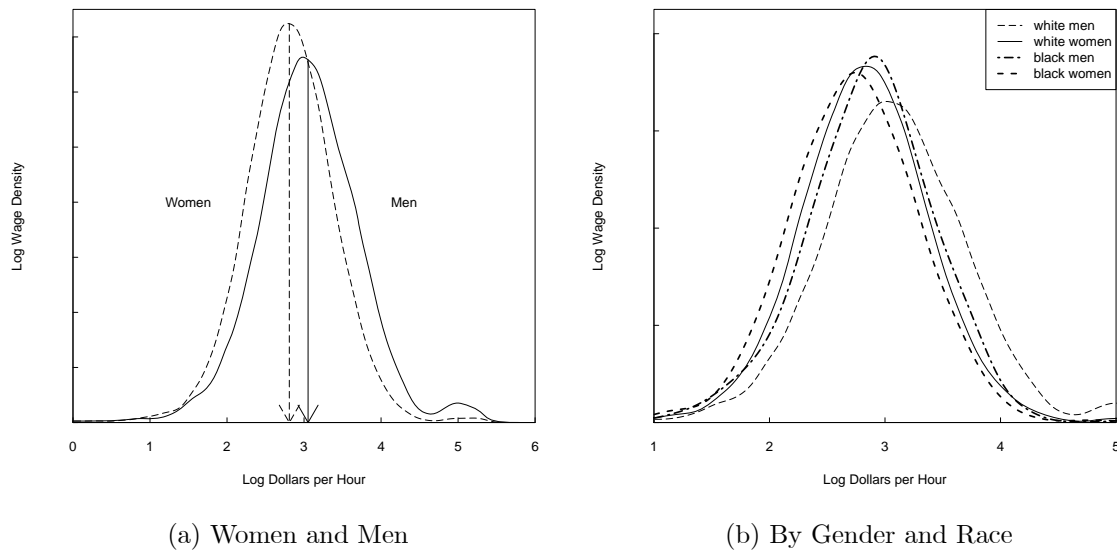 Log Wage Density
Women
Men
0 1 2 3 4 5 6
Log Dollars per Hour
(a) Women and Men
Log Wage Density
white men
white women
black men
black women
1 2 3 4 5
Log Dollars per Hour
(b) By Gender and Race